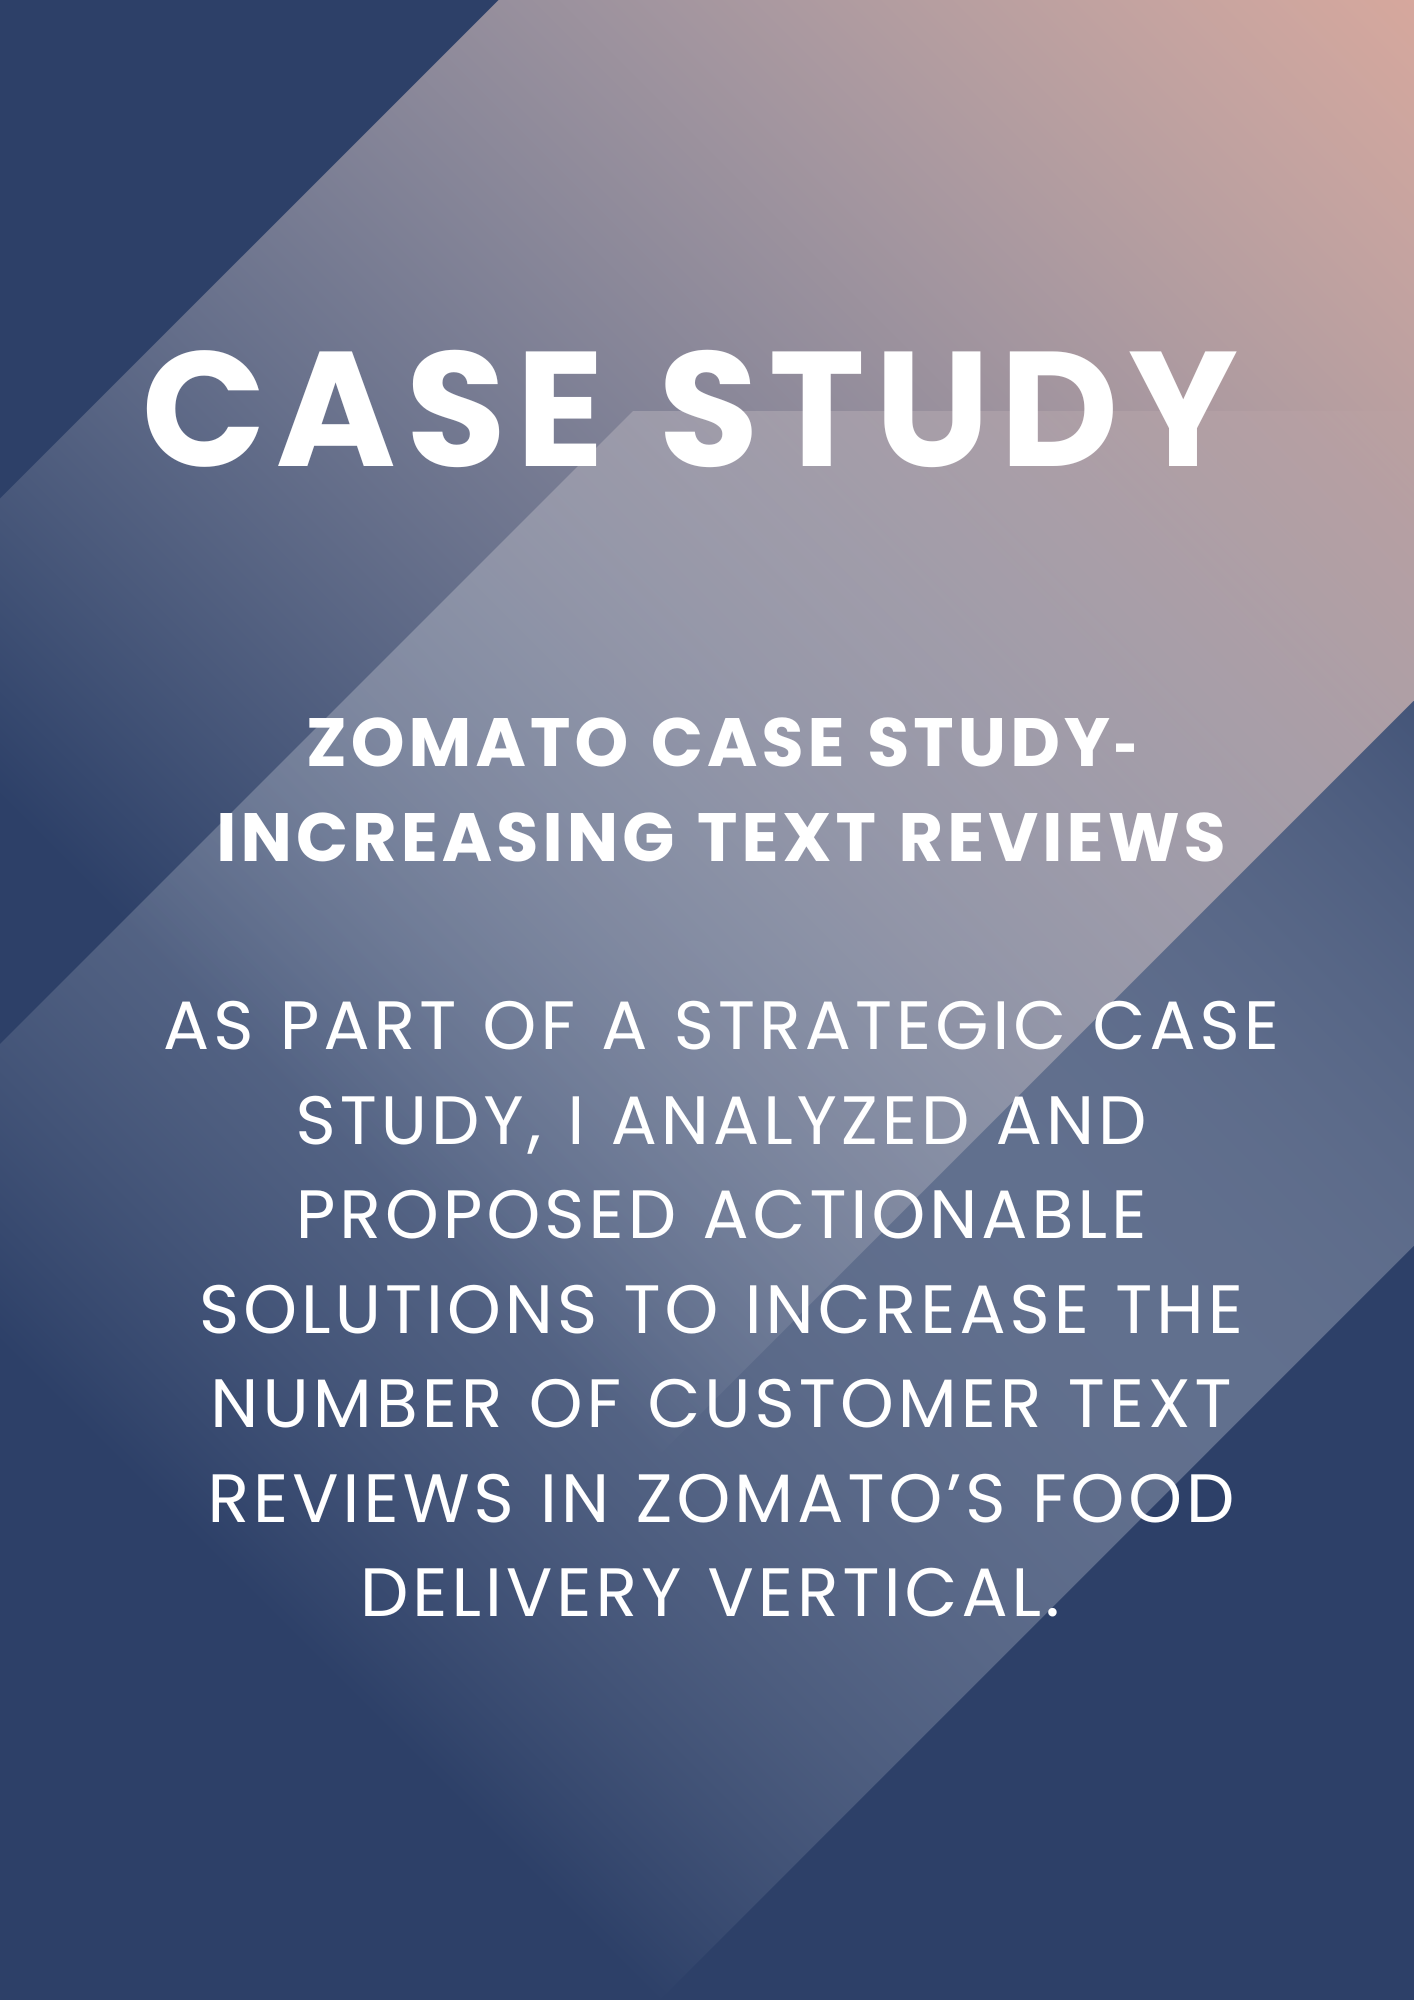 CASE STUDY
ZOMATO CASE STUDY-
INCREASING TEXT REVIEWS
AS PART OF A STRATEGIC CASE
STUDY, I ANALYZED AND
PROPOSED ACTIONABLE
SOLUTIONS TO INCREASE THE
NUMBER OF CUSTOMER TEXT
REVIEWS IN ZOMATO’S FOOD
DELIVERY VERTICAL.